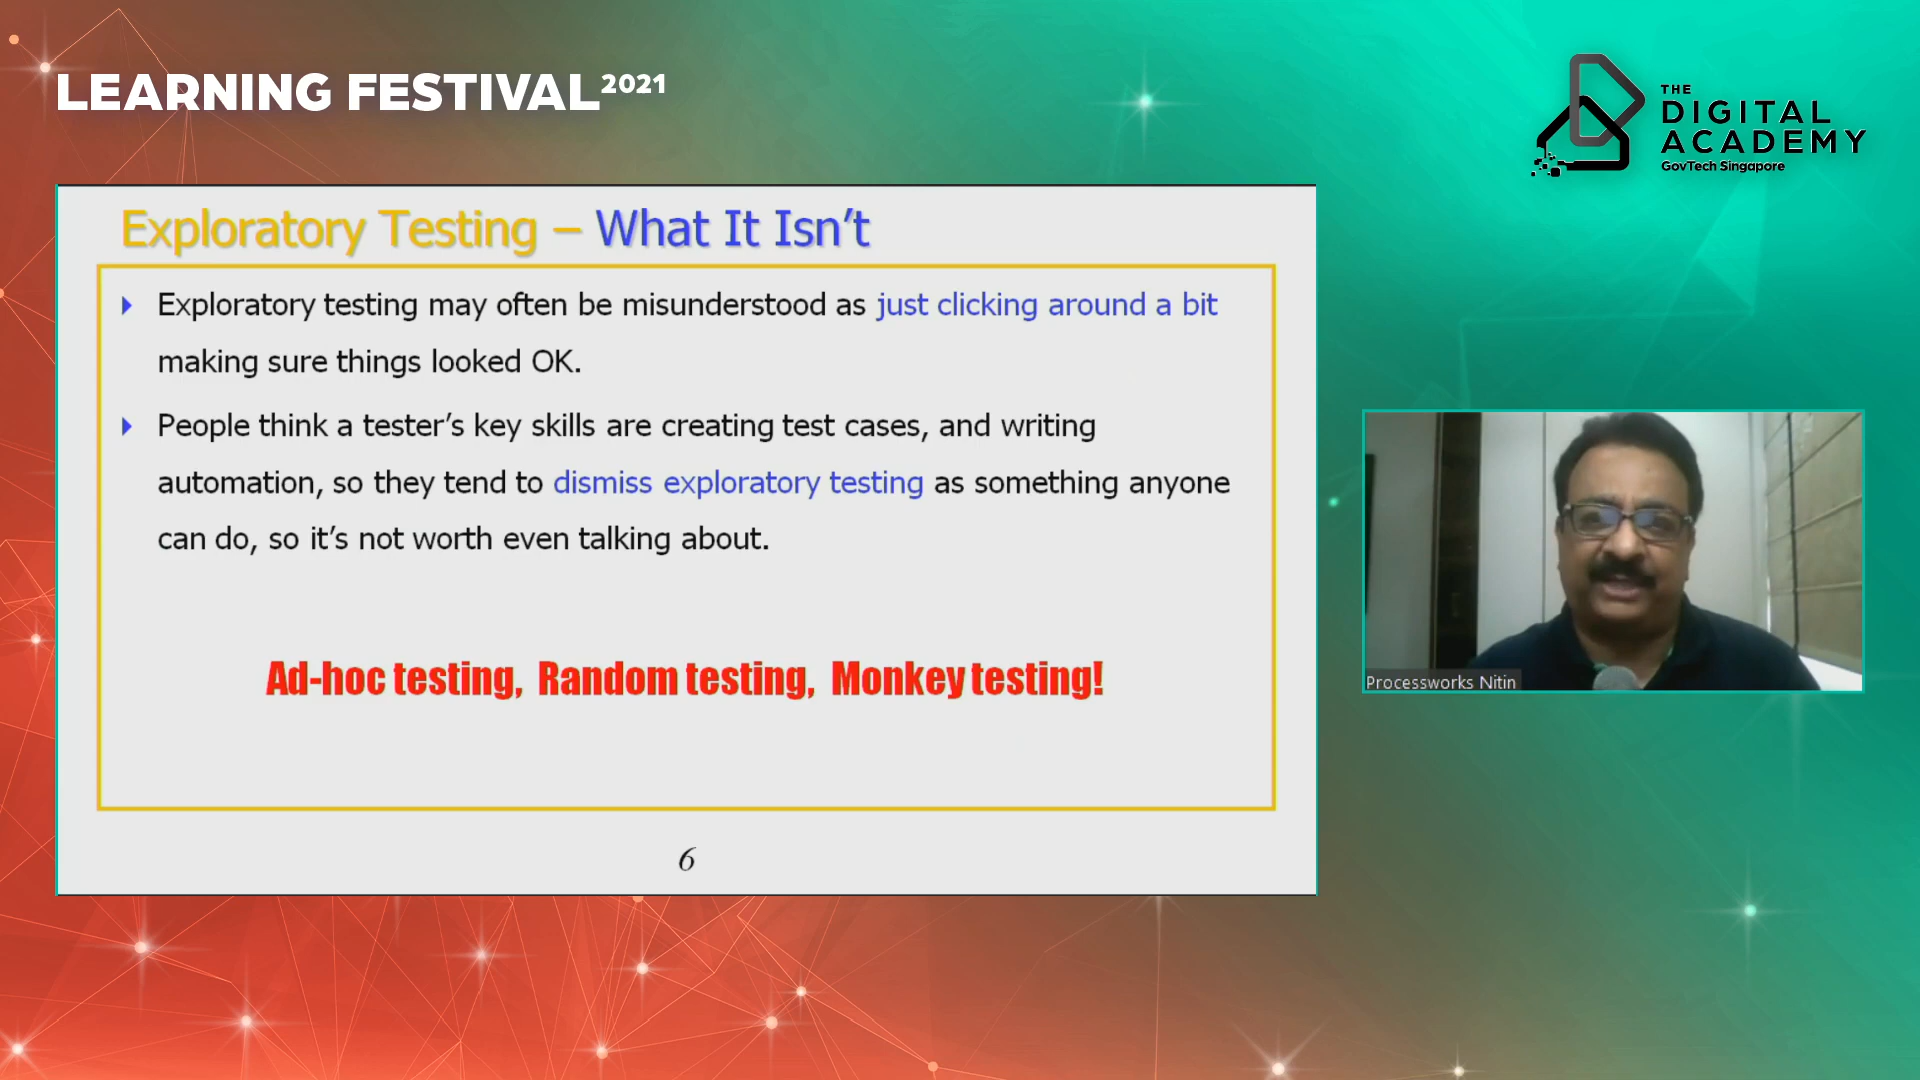 LEARNING FESTIVAL 2021
THE
DIGITAL
ACADEMY
GovTech Singapore
Exploratory Testing – What It Isn’t
Exploratory testing may often be misunderstood as just clicking around a bit
making sure things looked OK.
People think a tester’s key skills are creating test cases, and writing
automation, so they tend to dismiss exploratory testing as something anyone
can do, so it’s not worth even talking about.
Ad-hoc testing, Random testing, Monkey testing!
6
Processworks Nitin